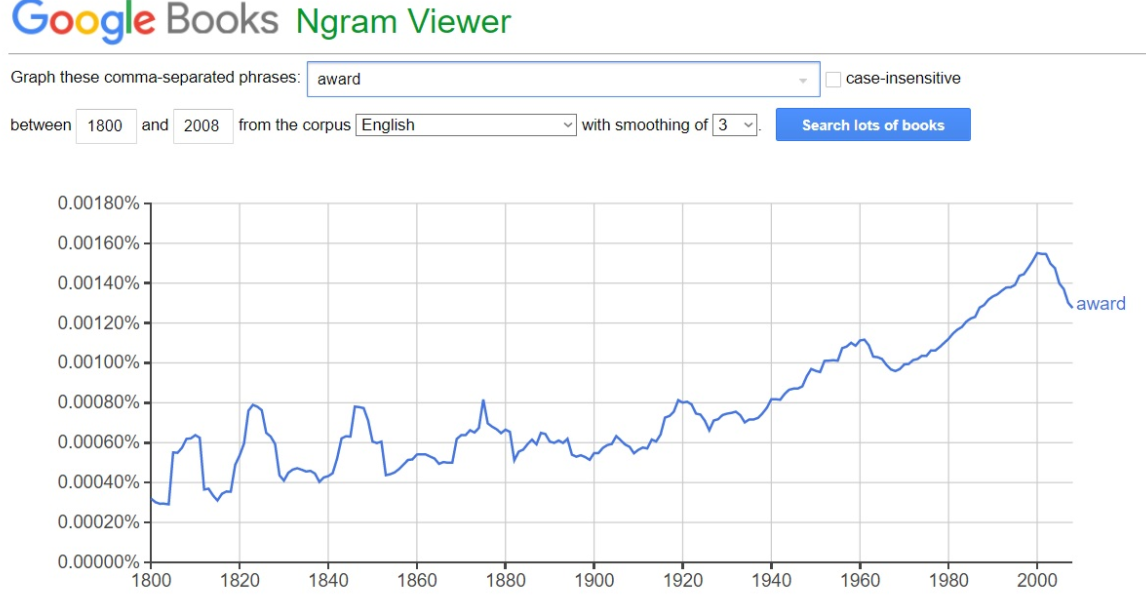 Google Books Ngram Viewer
Graph these comma-separated phrases: award case-insensitive
between 1800 and 2008 from the corpus English with smoothing of 3 . Search lots of books
0.00180%
0.00160%
0.00140%
award
0.00120%
0.00100%
0.00080%
0.00060%
0.00040%
0.00020%
0.00000%
1800 1820 1840 1860 1880 1900 1920 1940 1960 1980 2000